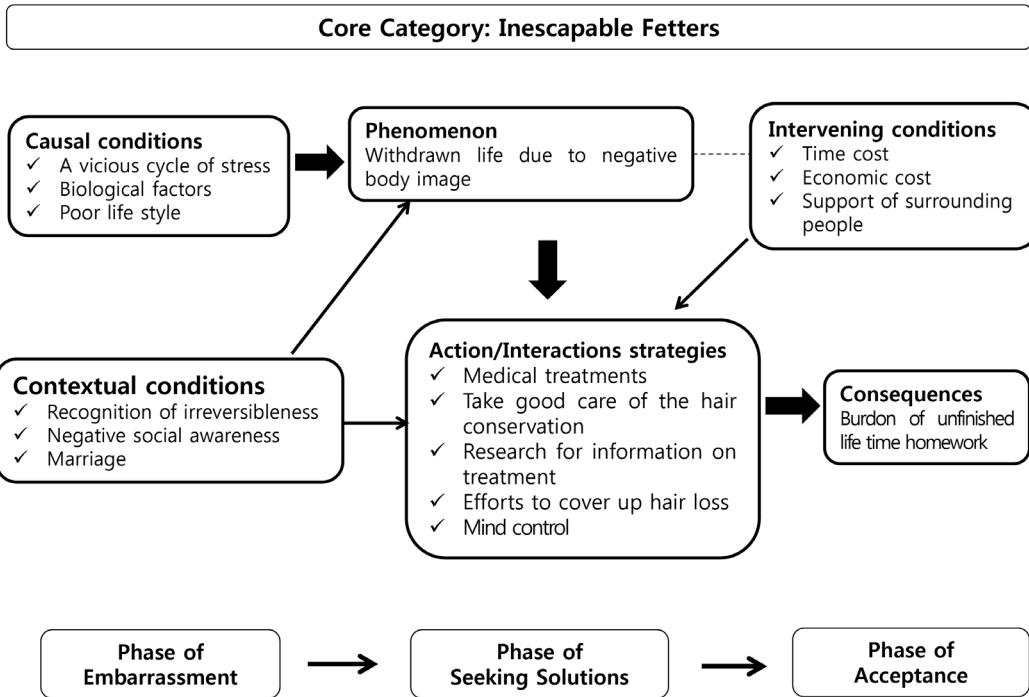 Core Category: Inescapable Fetters
Causal conditions
✓ A vicious cycle of stress
✓ Biological factors
✓ Poor life style
Phenomenon
Withdrawn life due to negative
body image
Intervening conditions
✓ Time cost
✓ Economic cost
✓ Support of surrounding
people
Contextual conditions
✓ Recognition of irreversibleness
✓ Negative social awareness
✓ Marriage
Action/Interactions strategies
✓ Medical treatments
✓ Take good care of the hair
conservation
✓ Research for information on
treatment
✓ Efforts to cover up hair loss
✓ Mind control
Consequences
Burdon of unfinished
life time homework
Phase of
Embarrassment
Phase of
Seeking Solutions
Phase of
Acceptance